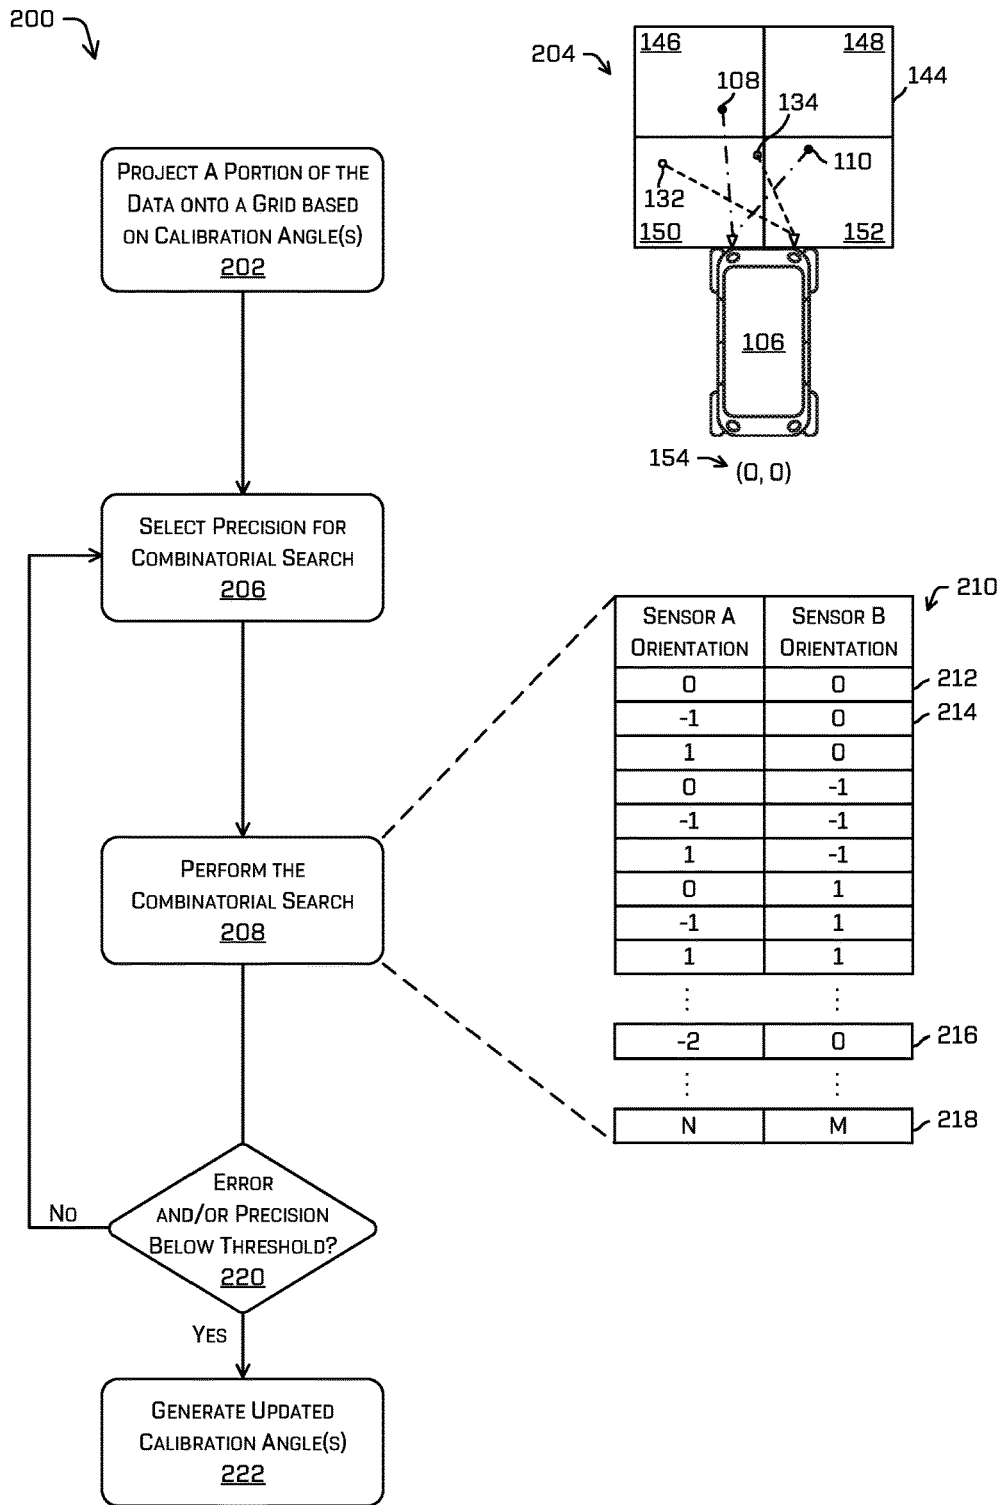 200
PROJECT A PORTION OF THE
DATA ONTO A GRID BASED
ON CALIBRATION ANGLE(S)
202
SELECT PRECISION FOR
COMBINATORIAL SEARCH
206
PERFORM THE
COMBINATORIAL SEARCH
208
ERROR
AND/OR PRECISION
BELOW THRESHOLD?
220
NO
YES
GENERATE UPDATED
CALIBRATION ANGLE(S)
222
204
146 148
144
108
134
110
132
150 152
106
154 (0, 0)
210
SENSOR A SENSOR B
ORIENTATION ORIENTATION
0 0 212
-1 0 214
1 0
0 -1
-1 -1
1 -1
0 1
-1 1
1 1
-2 0 216
N M 218